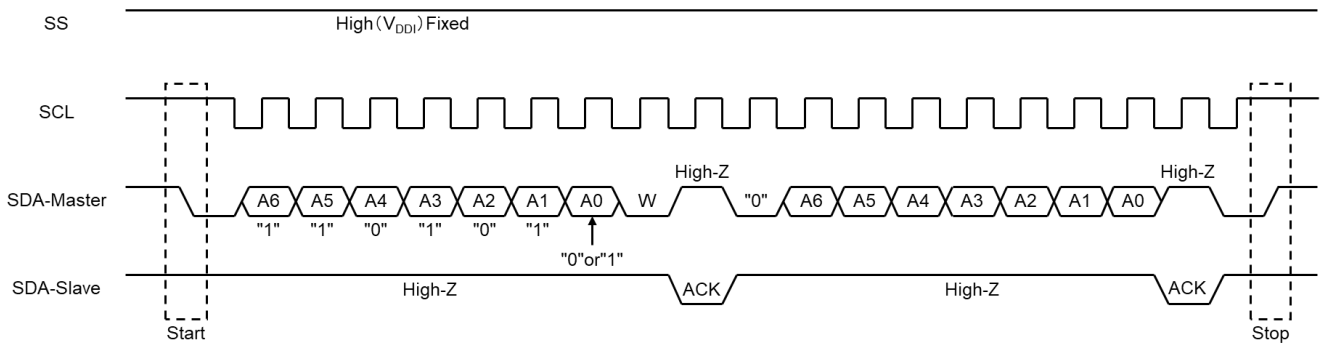 SS
High(VDDI)Fixed
SCL
SDA-Master
High-Z
High-Z
A6 A5 A4 A3 A2 A1 A0 W "0" A6 A5 A4 A3 A2 A1 A0
"1" "1" "0" "1" "0" "1"
"0"or"1"
SDA-Slave
High-Z ACK High-Z ACK
Start
Stop